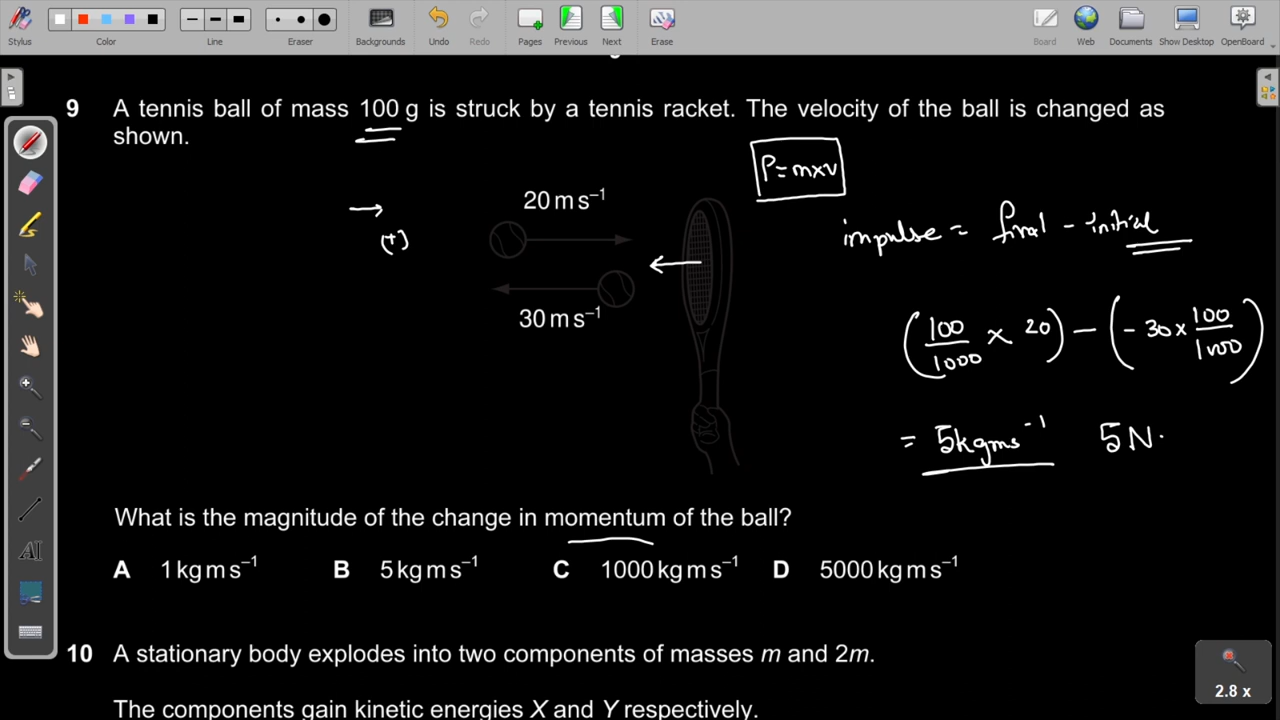 Stylus Color Line Eraser Backgrounds Undo Redo Pages Previous Next Erase Board Web Documents Show Desktop OpenBoard
9 A tennis ball of mass 100 g is struck by a tennis racket. The velocity of the ball is changed as
shown.
P=m×v
20 m s⁻¹
→
(+)
impulse = final - initial
30 m s⁻¹
(100/1000 × 20) - (-30 × 100/1000)
= 5kgms⁻¹ 5N.
What is the magnitude of the change in momentum of the ball?
A 1 kg m s⁻¹ B 5 kg m s⁻¹ C 1000 kg m s⁻¹ D 5000 kg m s⁻¹
10 A stationary body explodes into two components of masses m and 2m.
2.8 x
The components gain kinetic energies X and Y respectively.